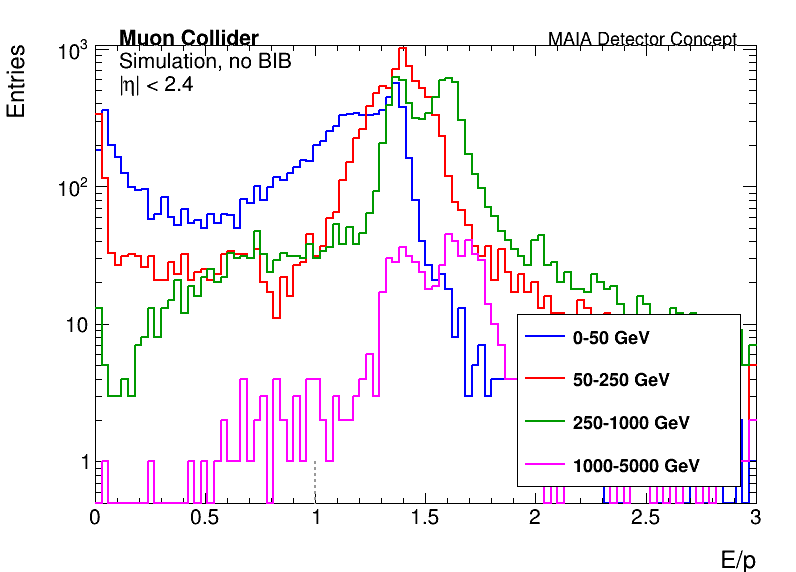 Muon Collider
MAIA Detector Concept
Simulation, no BIB
|η| < 2.4
Entries
10³
10²
10
1
0-50 GeV
50-250 GeV
250-1000 GeV
1000-5000 GeV
0 0.5 1 1.5 2 2.5 3
E/p